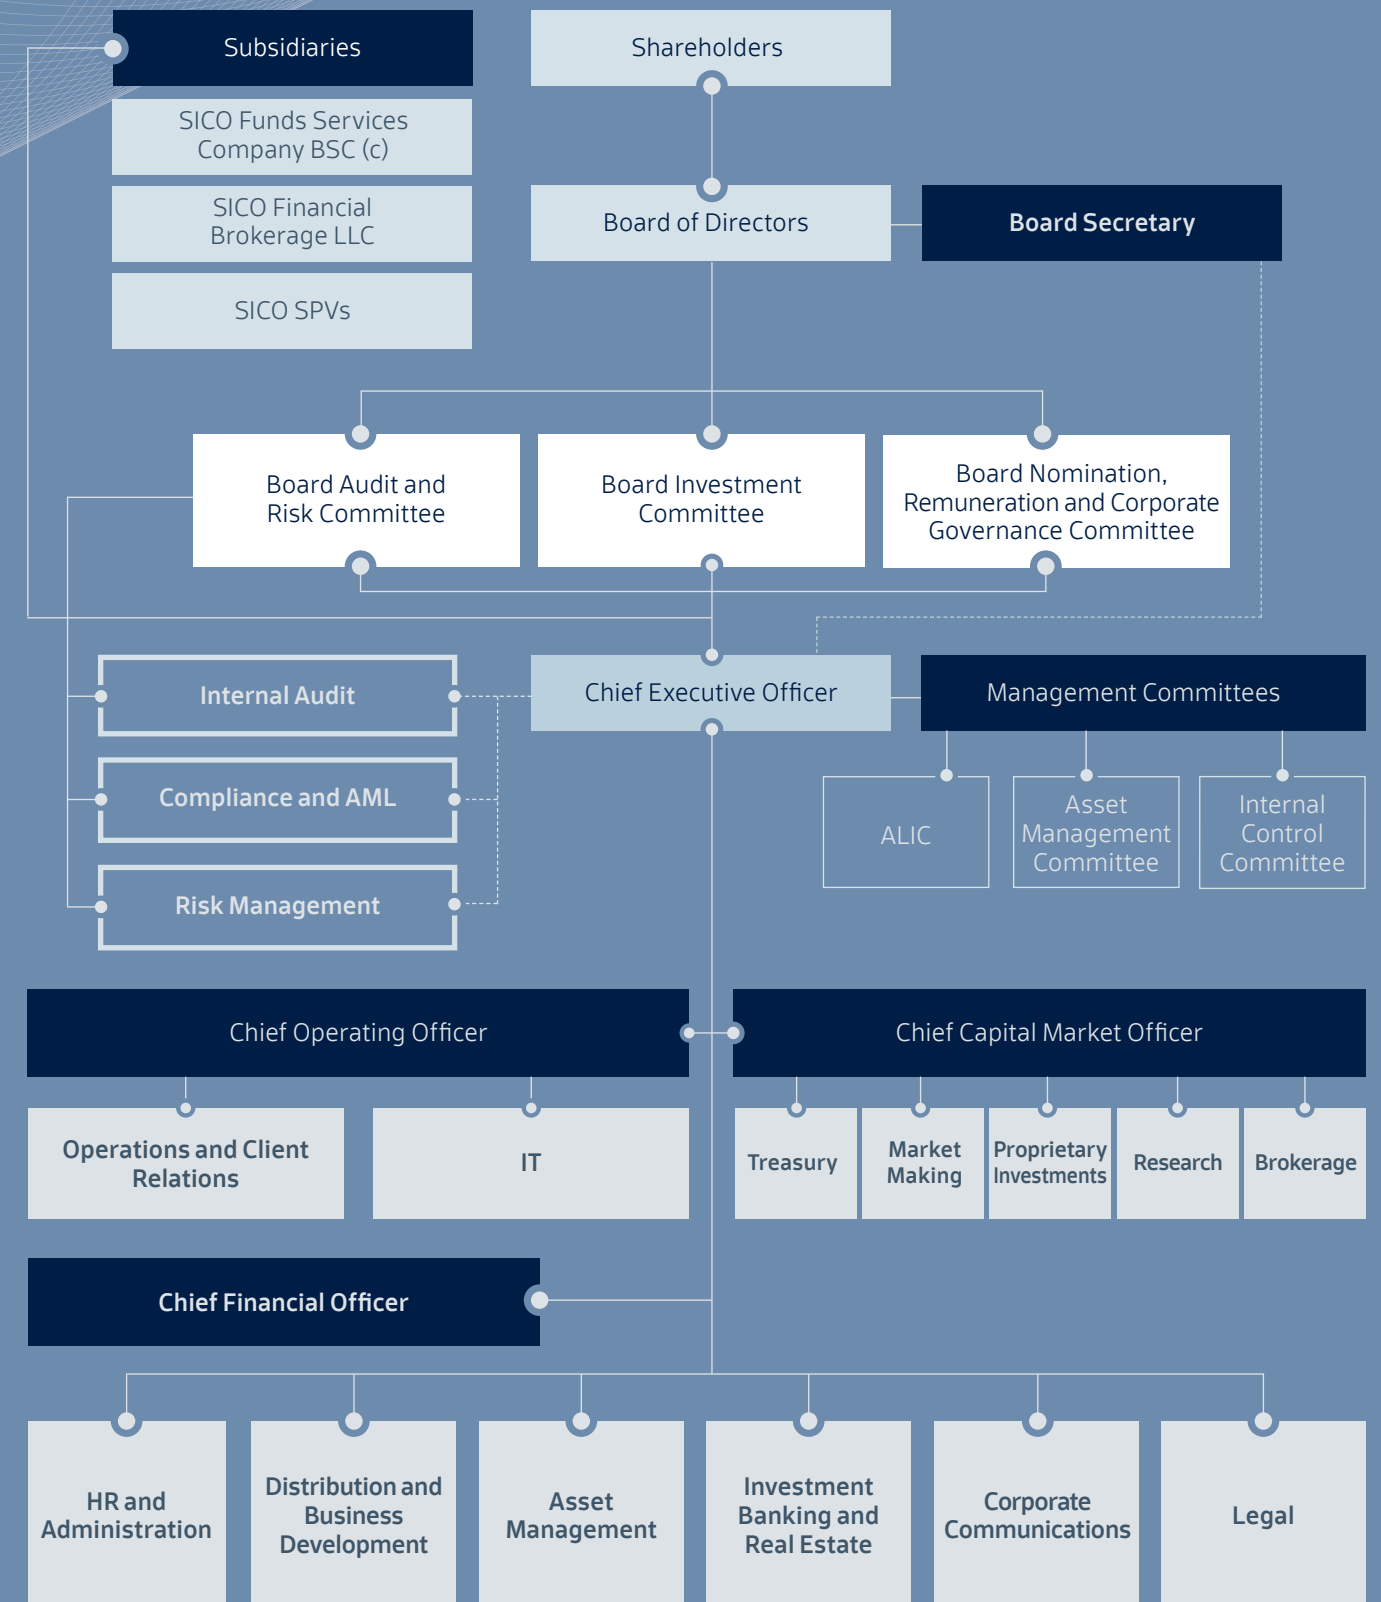 Subsidiaries
Shareholders
SICO Funds Services
Company BSC (c)
SICO Financial
Brokerage LLC
SICO SPVs
Board of Directors
Board Secretary
Board Audit and
Risk Committee
Board Investment
Committee
Board Nomination,
Remuneration and Corporate
Governance Committee
Internal Audit
Compliance and AML
Risk Management
Chief Executive Officer
Management Committees
ALIC
Asset
Management
Committee
Internal
Control
Committee
Chief Operating Officer
Chief Capital Market Officer
Operations and Client
Relations
IT
Treasury
Market
Making
Proprietary
Investments
Research
Brokerage
Chief Financial Officer
HR and
Administration
Distribution and
Business
Development
Asset
Management
Investment
Banking and
Real Estate
Corporate
Communications
Legal